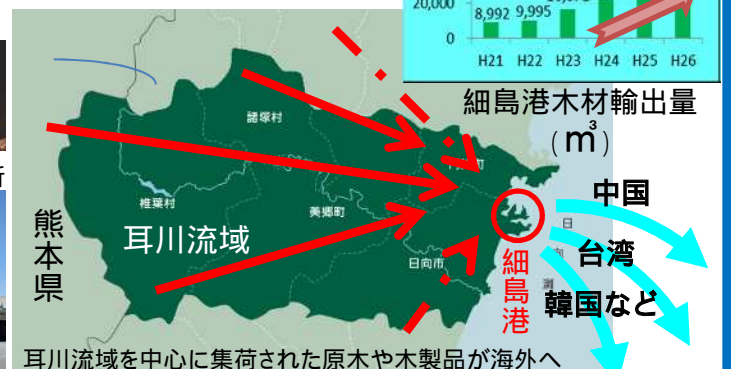 20,000
8,992 9,995
0
H21 H22 H23 H24 H25 H26
細島港木材輸出量
(㎥)
諸塚村
椎葉村
美郷町
日向市
熊本県
耳川流域
細島港
中国
台湾
韓国など
日
向
耳川流域を中心に集荷された原木や木製品が海外へ